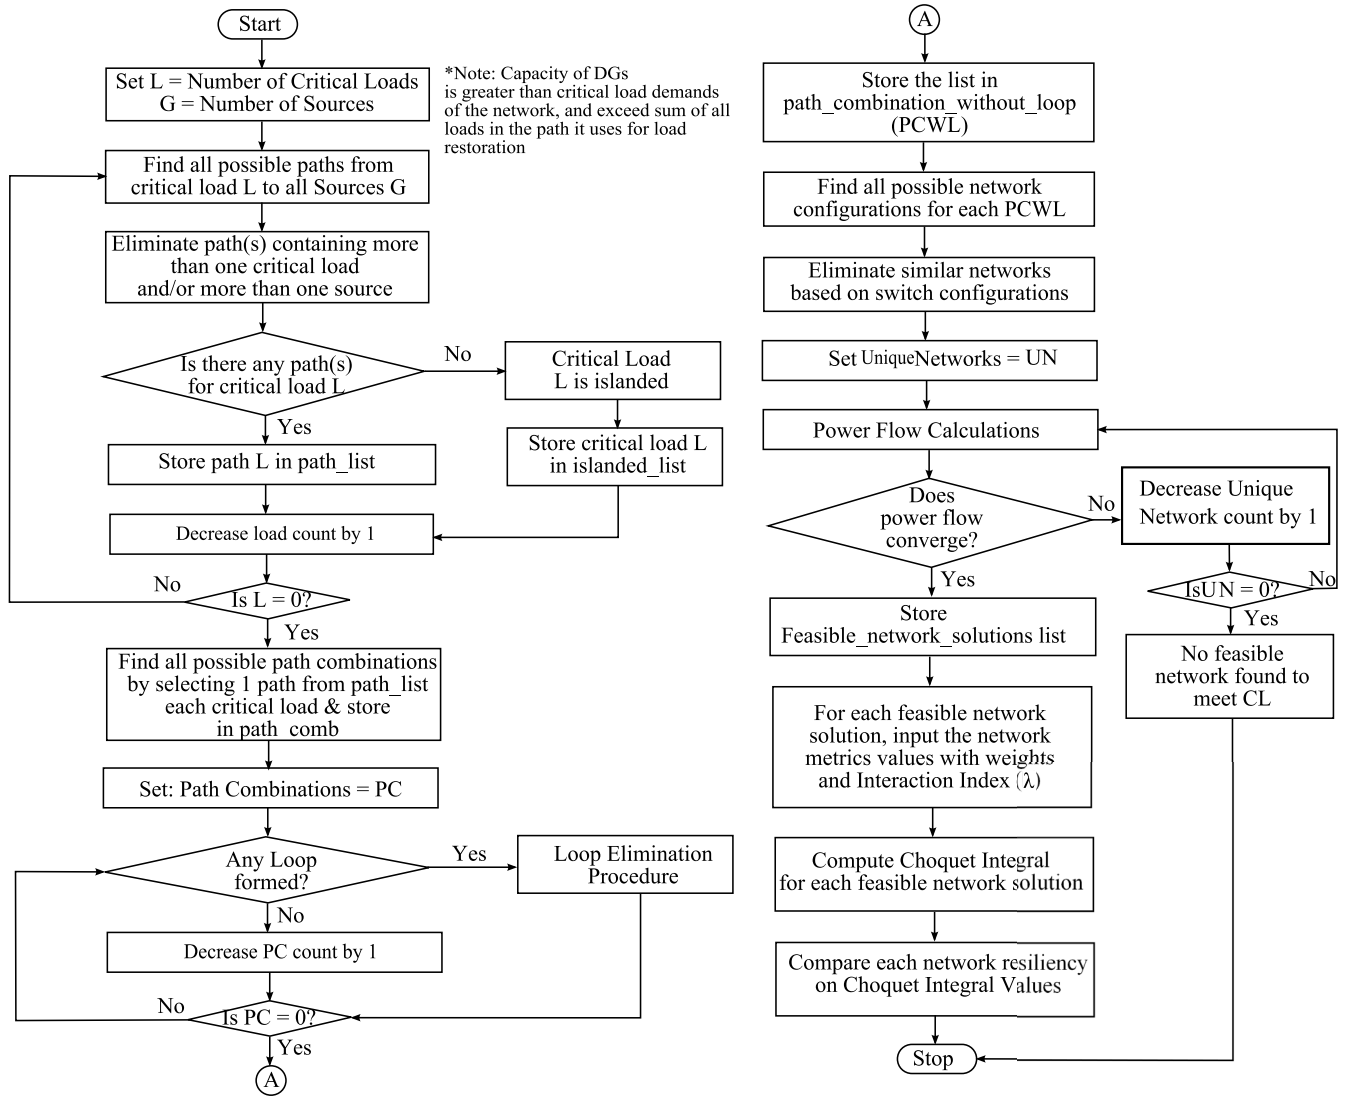 Start
Set L = Number of Critical Loads
G = Number of Sources
*Note: Capacity of DGs
is greater than critical load demands
of the network, and exceed sum of all
loads in the path it uses for load
restoration
Find all possible paths from
critical load L to all Sources G
Eliminate path(s) containing more
than one critical load
and/or more than one source
Is there any path(s)
for critical load L
No
Critical Load
L is islanded
Yes
Store path L in path_list
Store critical load L
in islanded_list
Decrease load count by 1
No
Is L = 0?
Yes
Find all possible path combinations
by selecting 1 path from path_list
each critical load & store
in path_comb
Set: Path Combinations = PC
Any Loop
formed?
Yes
Loop Elimination
Procedure
No
Decrease PC count by 1
No
Is PC = 0?
Yes
A
A
Store the list in
path_combination_without_loop
(PCWL)
Find all possible network
configurations for each PCWL
Eliminate similar networks
based on switch configurations
Set UniqueNetworks = UN
Power Flow Calculations
Does
power flow
converge?
No
Decrease Unique
Network count by 1
Yes
IsUN = 0?
No
Yes
Store
Feasible_network_solutions list
No feasible
network found to
meet CL
For each feasible network
solution, input the network
metrics values with weights
and Interaction Index (λ)
Compute Choquet Integral
for each feasible network solution
Compare each network resiliency
on Choquet Integral Values
Stop